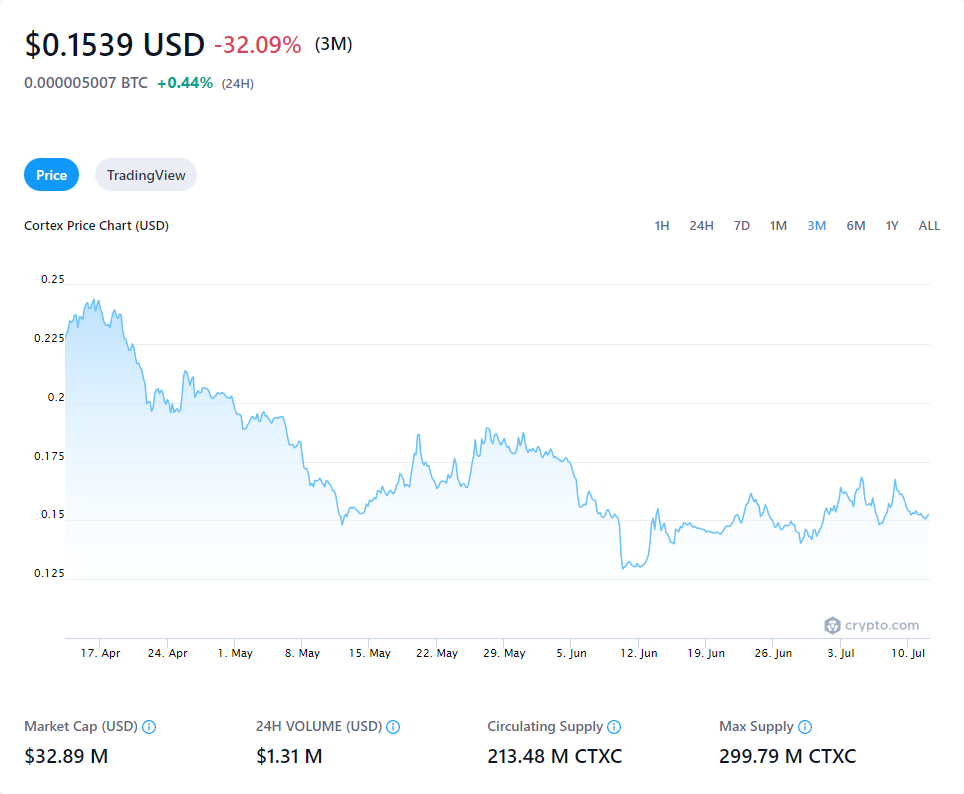 $0.1539 USD -32.09% (3M)
0.000005007 BTC +0.44% (24H)
Price TradingView
Cortex Price Chart (USD) 1H 24H 7D 1M 3M 6M 1Y ALL
0.25
0.225
0.2
0.175
0.15
0.125
crypto.com
17. Apr 24. Apr 1. May 8. May 15. May 22. May 29. May 5. Jun 12. Jun 19. Jun 26. Jun 3. Jul 10. Jul
Market Cap (USD) 24H VOLUME (USD) Circulating Supply Max Supply
$32.89 M $1.31 M 213.48 M CTXC 299.79 M CTXC